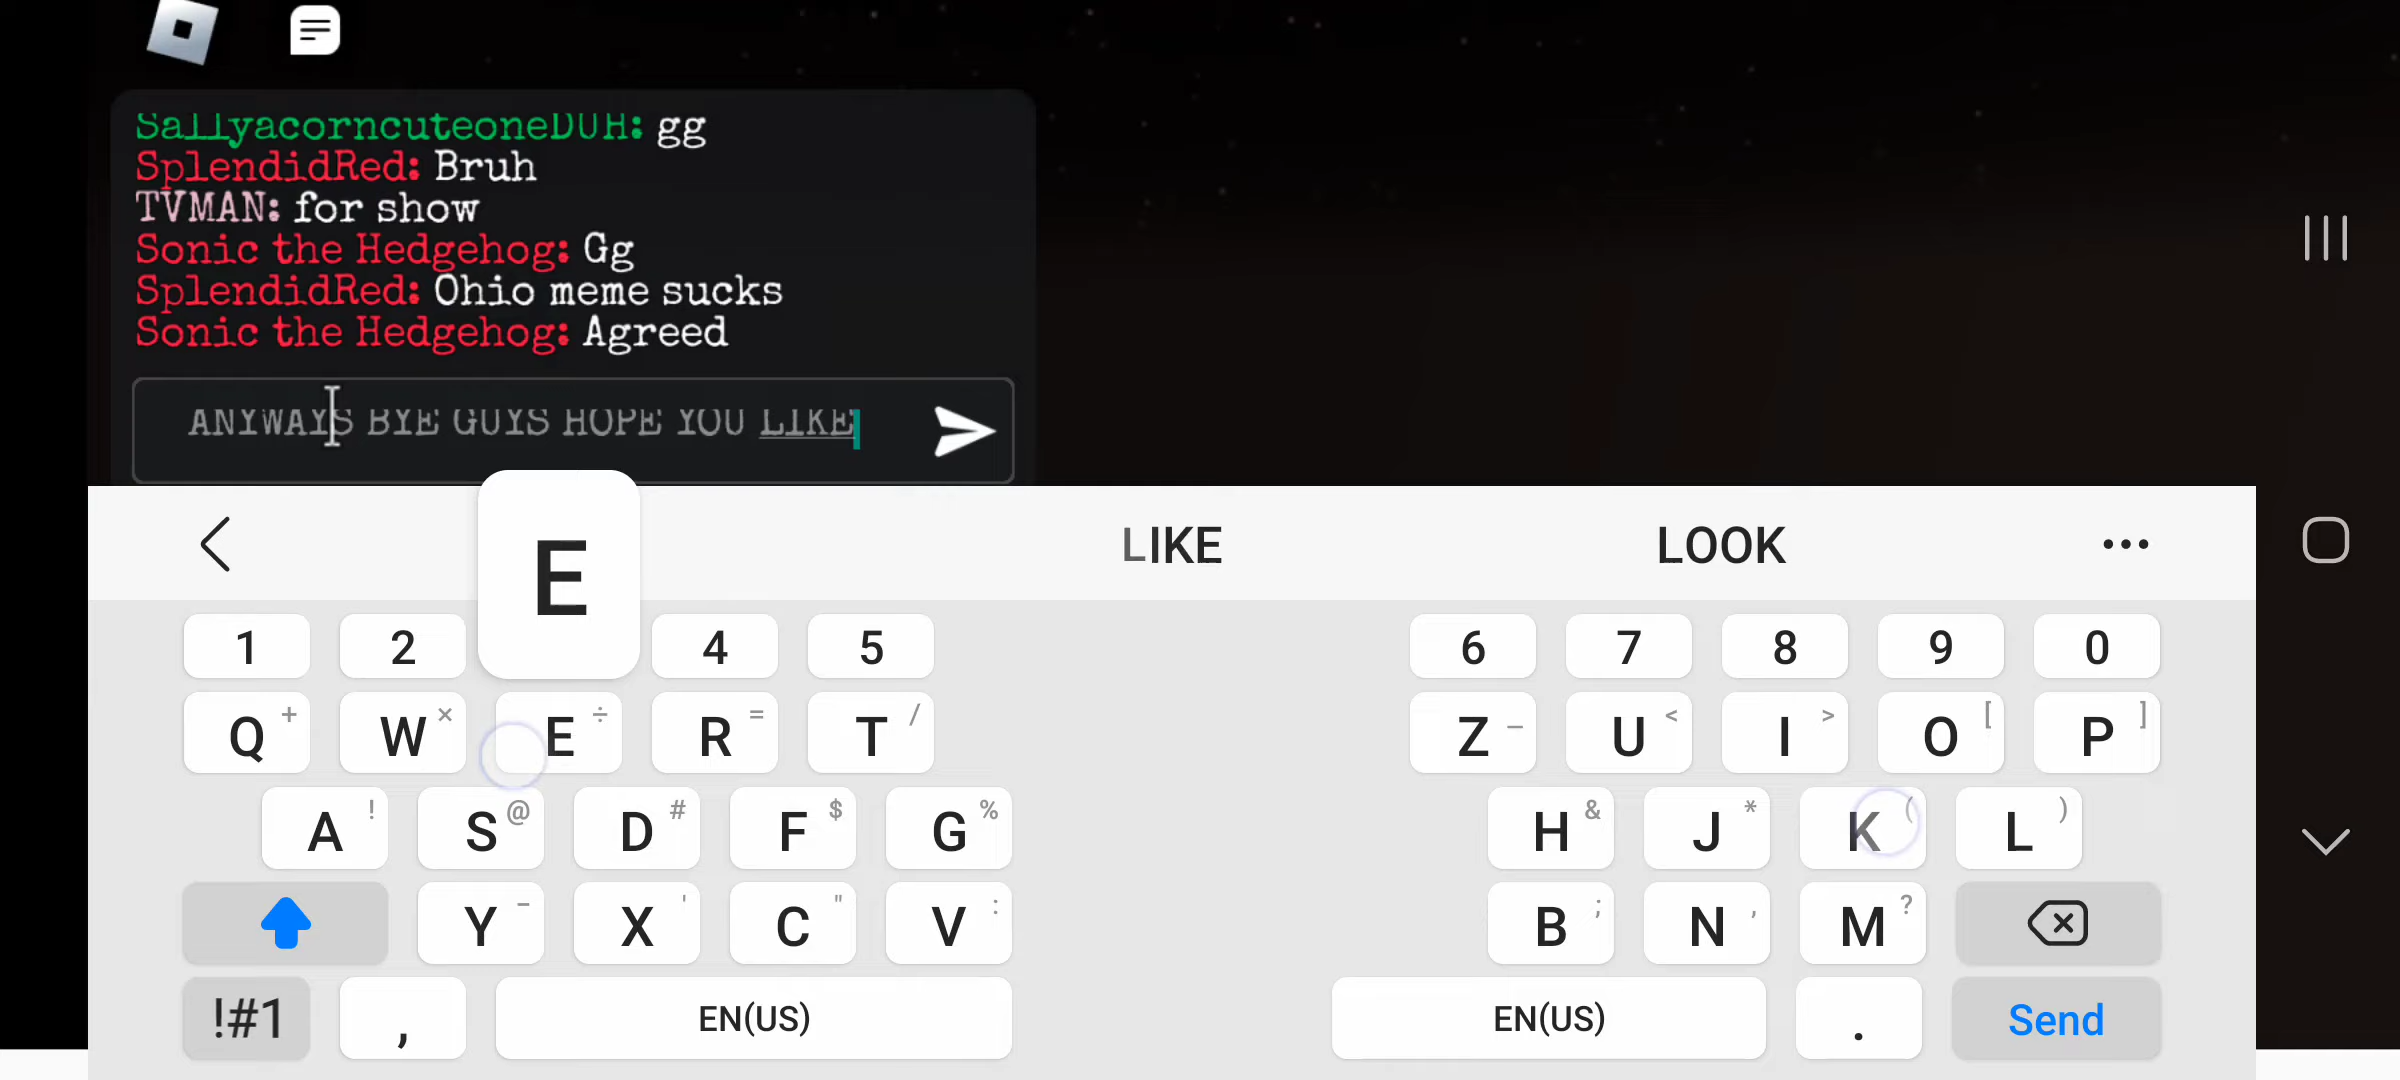 SallyacorncuteoneDUH: gg
SplendidRed: Bruh
TVMAN: for show
Sonic the Hedgehog: Gg
SplendidRed: Ohio meme sucks
Sonic the Hedgehog: Agreed
ANYWAYS BYE GUYS HOPE YOU LIKE
E LIKE LOOK ...
1 2 4 5 6 7 8 9 0
Q + W × E ÷ R = T / Z _ U < I > O [ P ]
A ! S @ D # F $ G % H & J * K ( L )
Y - X ' C " V : B ; N , M ?
!#1 , EN(US) EN(US) . Send